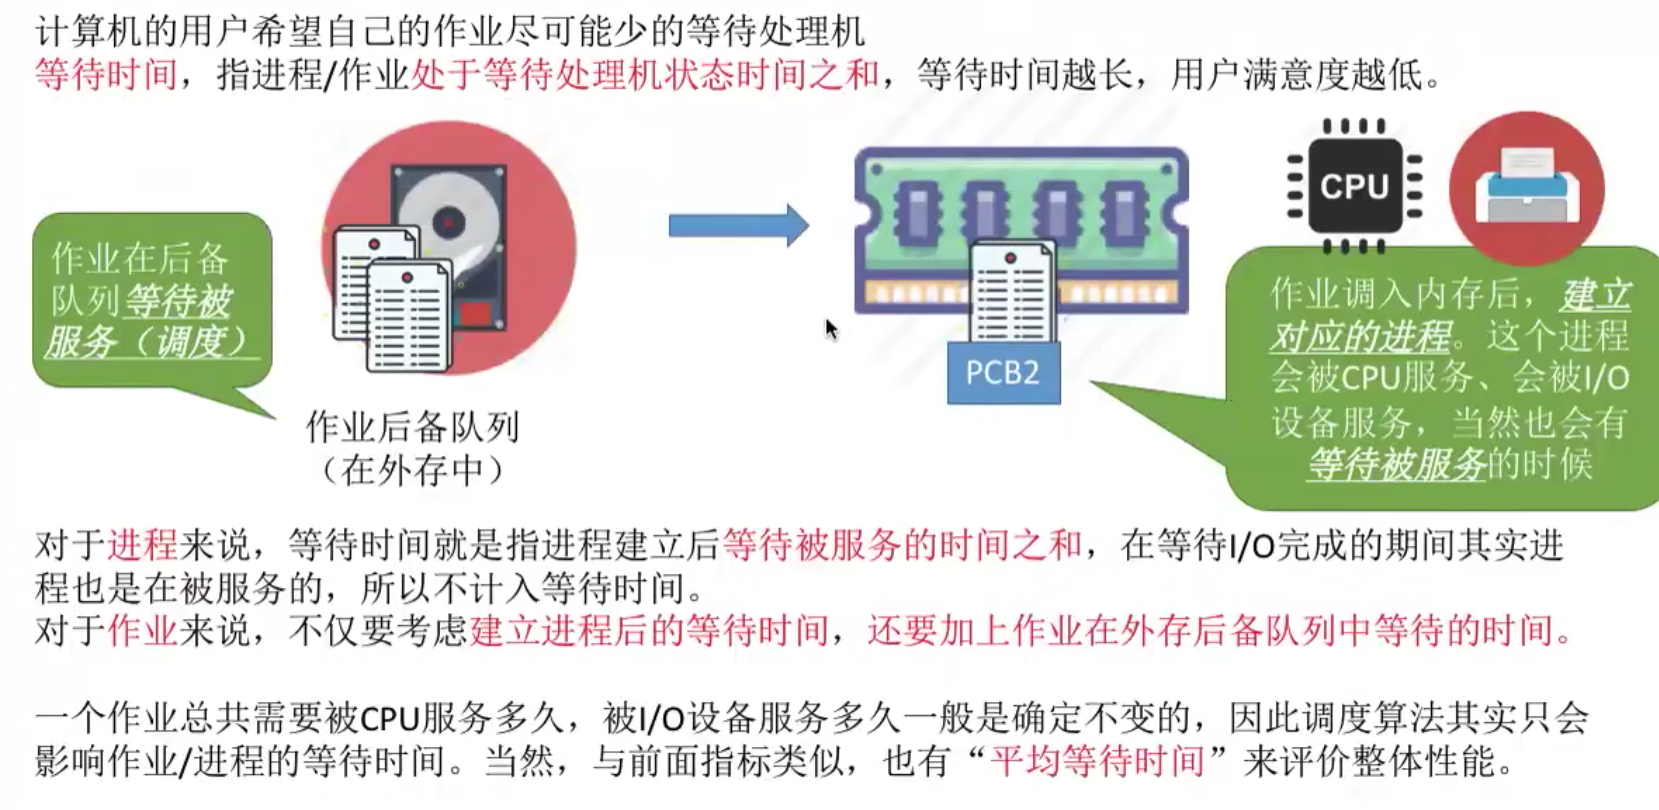 计算机的用户希望自己的作业尽可能少的等待处理机
等待时间，指进程/作业处于等待处理机状态时间之和，等待时间越长，用户满意度越低。
作业在后备
队列等待被
服务（调度）
作业后备队列
（在外存中）
PCB2
CPU
作业调入内存后，建立
对应的进程。这个进程
会被CPU服务、会被I/O
设备服务，当然也会有
等待被服务的时候
对于进程来说，等待时间就是指进程建立后等待被服务的时间之和，在等待I/O完成的期间其实进
程也是在被服务的，所以不计入等待时间。
对于作业来说，不仅要考虑建立进程后的等待时间，还要加上作业在外存后备队列中等待的时间。
一个作业总共需要被CPU服务多久，被I/O设备服务多久一般是确定不变的，因此调度算法其实只会
影响作业/进程的等待时间。当然，与前面指标类似，也有“平均等待时间”来评价整体性能。